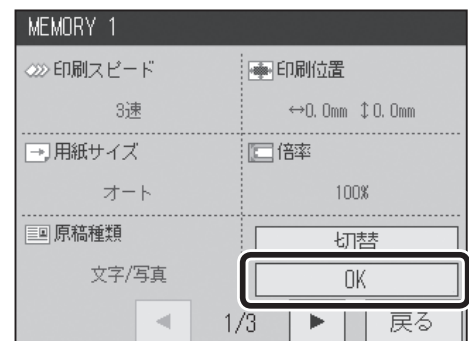 MEMORY 1
印刷スピード
3速
印刷位置
↔0.0mm ↕0.0mm
用紙サイズ
オート
倍率
100%
原稿種類
文字/写真
切替
OK
◀ 1/3 ▶ 戻る